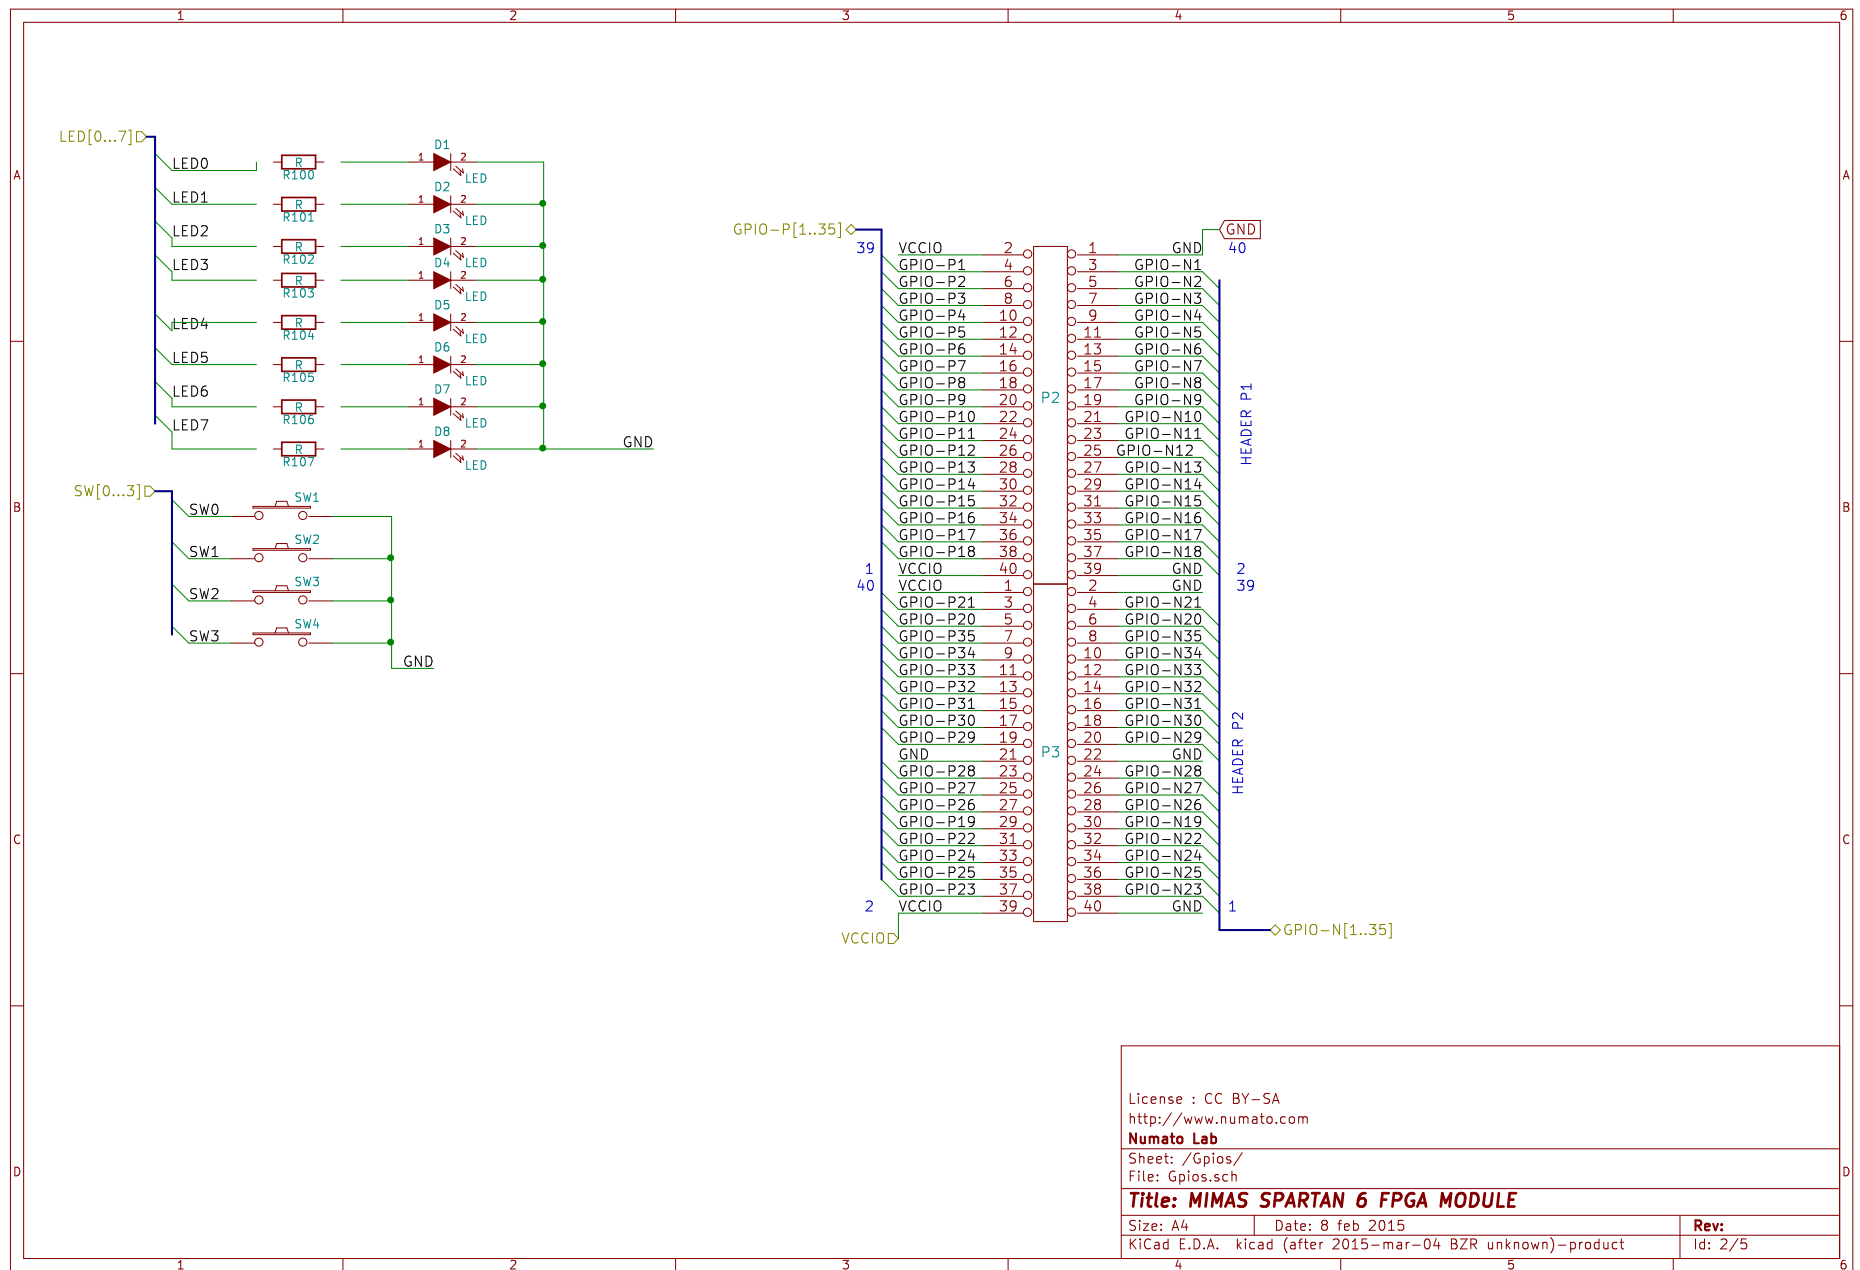 1 2 3 4 5 6
A A
B B
C C
D D
LED[0...7]
LED0 R R100 1 D1 2 LED
LED1 R R101 1 D2 2 LED
LED2 R R102 1 D3 2 LED
LED3 R R103 1 D4 2 LED
LED4 R R104 1 D5 2 LED
LED5 R R105 1 D6 2 LED
LED6 R R106 1 D7 2 LED
LED7 R R107 1 D8 2 LED
GND
SW[0...3]
SW0 SW1
SW1 SW2
SW2 SW3
SW3 SW4
GND
GPIO-P[1..35] GND
39 40
VCCIO 2 1 GND
GPIO-P1 4 3 GPIO-N1
GPIO-P2 6 5 GPIO-N2
GPIO-P3 8 7 GPIO-N3
GPIO-P4 10 9 GPIO-N4
GPIO-P5 12 11 GPIO-N5
GPIO-P6 14 13 GPIO-N6
GPIO-P7 16 15 GPIO-N7
GPIO-P8 18 17 GPIO-N8
P2
GPIO-P9 20 19 GPIO-N9
GPIO-P10 22 21 GPIO-N10
HEADER P1
GPIO-P11 24 23 GPIO-N11
GPIO-P12 26 25 GPIO-N12
GPIO-P13 28 27 GPIO-N13
GPIO-P14 30 29 GPIO-N14
GPIO-P15 32 31 GPIO-N15
GPIO-P16 34 33 GPIO-N16
GPIO-P17 36 35 GPIO-N17
GPIO-P18 38 37 GPIO-N18
1 VCCIO 40 39 GND 2
40 VCCIO 1 2 GND 39
GPIO-P21 3 4 GPIO-N21
GPIO-P20 5 6 GPIO-N20
GPIO-P35 7 8 GPIO-N35
GPIO-P34 9 10 GPIO-N34
GPIO-P33 11 12 GPIO-N33
GPIO-P32 13 14 GPIO-N32
GPIO-P31 15 16 GPIO-N31
GPIO-P30 17 18 GPIO-N30
GPIO-P29 19 20 GPIO-N29
GND 21 P3 22 GND
HEADER P2
GPIO-P28 23 24 GPIO-N28
GPIO-P27 25 26 GPIO-N27
GPIO-P26 27 28 GPIO-N26
GPIO-P19 29 30 GPIO-N19
GPIO-P22 31 32 GPIO-N22
GPIO-P24 33 34 GPIO-N24
GPIO-P25 35 36 GPIO-N25
GPIO-P23 37 38 GPIO-N23
2 VCCIO 39 40 GND 1
VCCIO GPIO-N[1..35]
License : CC BY-SA
http://www.numato.com
Numato Lab
Sheet: /Gpios/
File: Gpios.sch
Title: MIMAS SPARTAN 6 FPGA MODULE
Size: A4 Date: 8 feb 2015 Rev:
KiCad E.D.A. kicad (after 2015-mar-04 BZR unknown)-product Id: 2/5
1 2 3 4 5 6